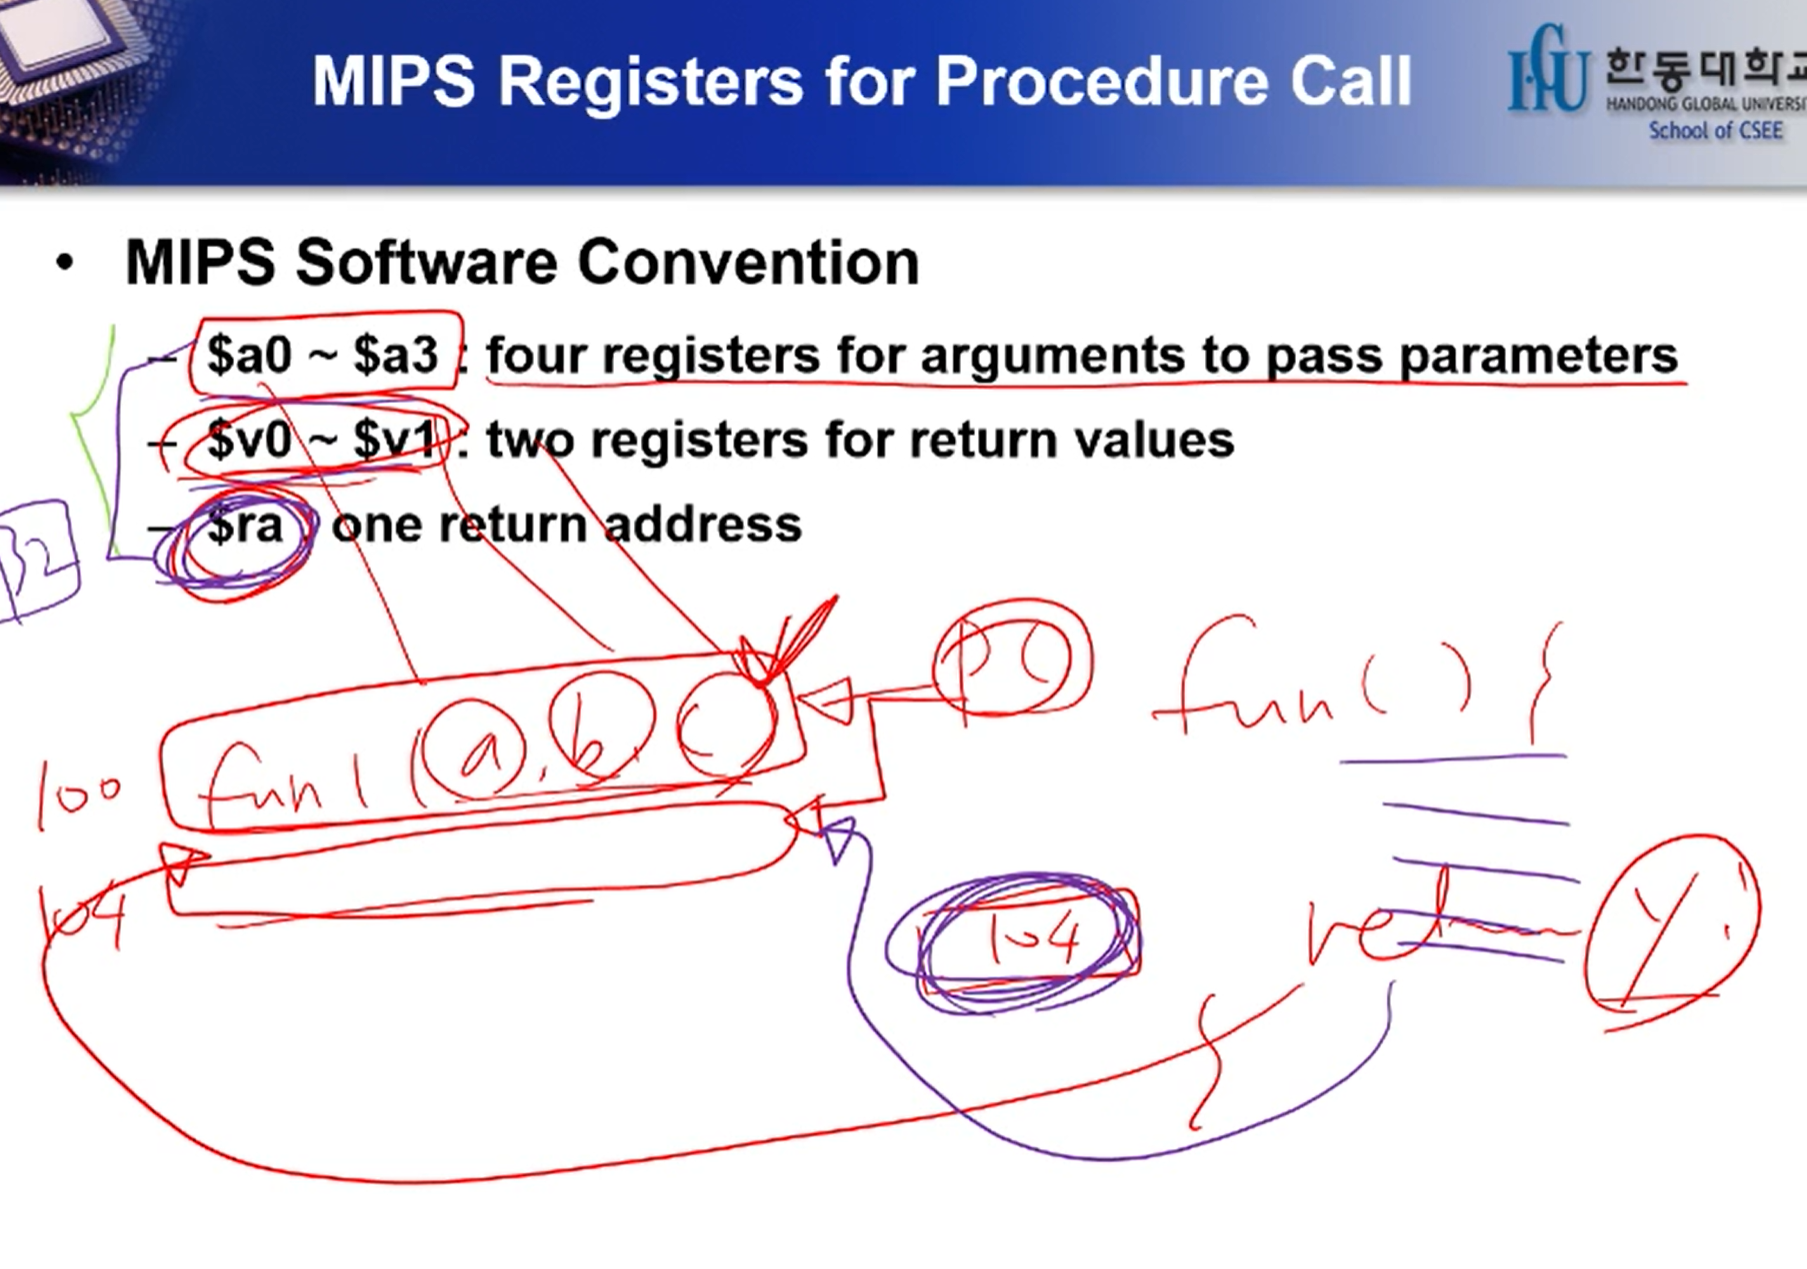 MIPS Registers for Procedure Call
한동대학교
HANDONG GLOBAL UNIVERSI
School of CSEE
• MIPS Software Convention
– $a0 ~ $a3 : four registers for arguments to pass parameters
– $v0 ~ $v1 : two registers for return values
– $ra : one return address
32
PC
fun ( ) {
100 fun1 ( a , b ,
104
104
return y ;
}